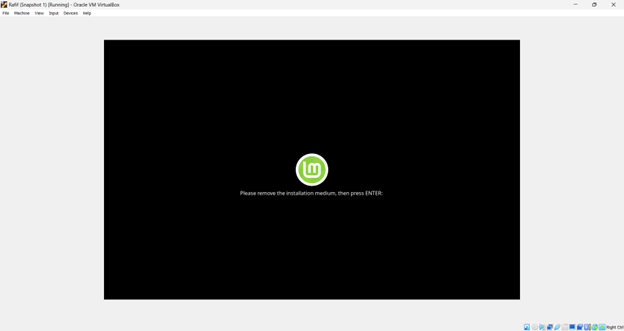 Rafif (Snapshot 1) [Running] - Oracle VM VirtualBox
File Machine View Input Devices Help
Please remove the installation medium, then press ENTER:
Right Ctrl